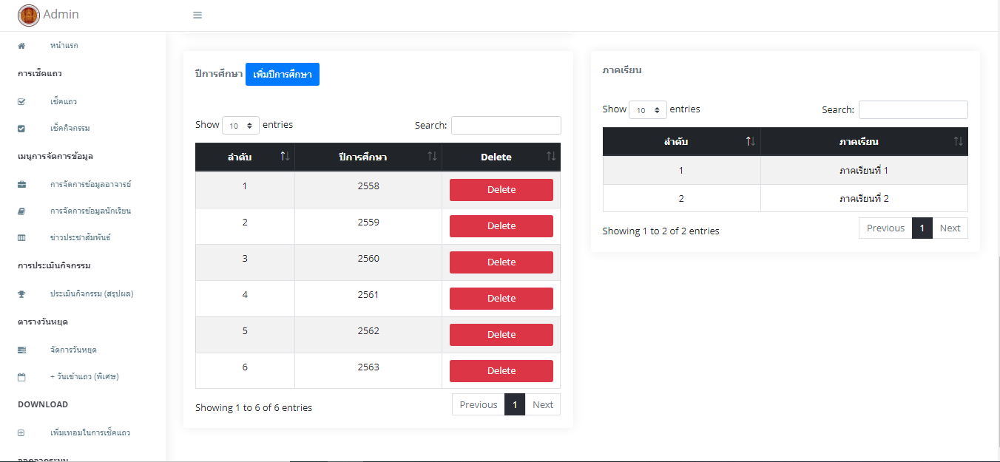 Admin
หน้าแรก
การเช็คแถว
เช็คแถว
เช็คกิจกรรม
เมนูการจัดการข้อมูล
การจัดการข้อมูลอาจารย์
การจัดการข้อมูลนักเรียน
ข่าวประชาสัมพันธ์
การประเมินกิจกรรม
ประเมินกิจกรรม (สรุปผล)
ตารางวันหยุด
จัดการวันหยุด
+ วันเข้าแถว (พิเศษ)
DOWNLOAD
เพิ่มเทอมในการเช็คแถว
ปีการศึกษา เพิ่มปีการศึกษา
Show 10 entries Search:
ลำดับ ปีการศึกษา Delete
1 2558 Delete
2 2559 Delete
3 2560 Delete
4 2561 Delete
5 2562 Delete
6 2563 Delete
Showing 1 to 6 of 6 entries Previous 1 Next
ภาคเรียน
Show 10 entries Search:
ลำดับ ภาคเรียน
1 ภาคเรียนที่ 1
2 ภาคเรียนที่ 2
Showing 1 to 2 of 2 entries Previous 1 Next